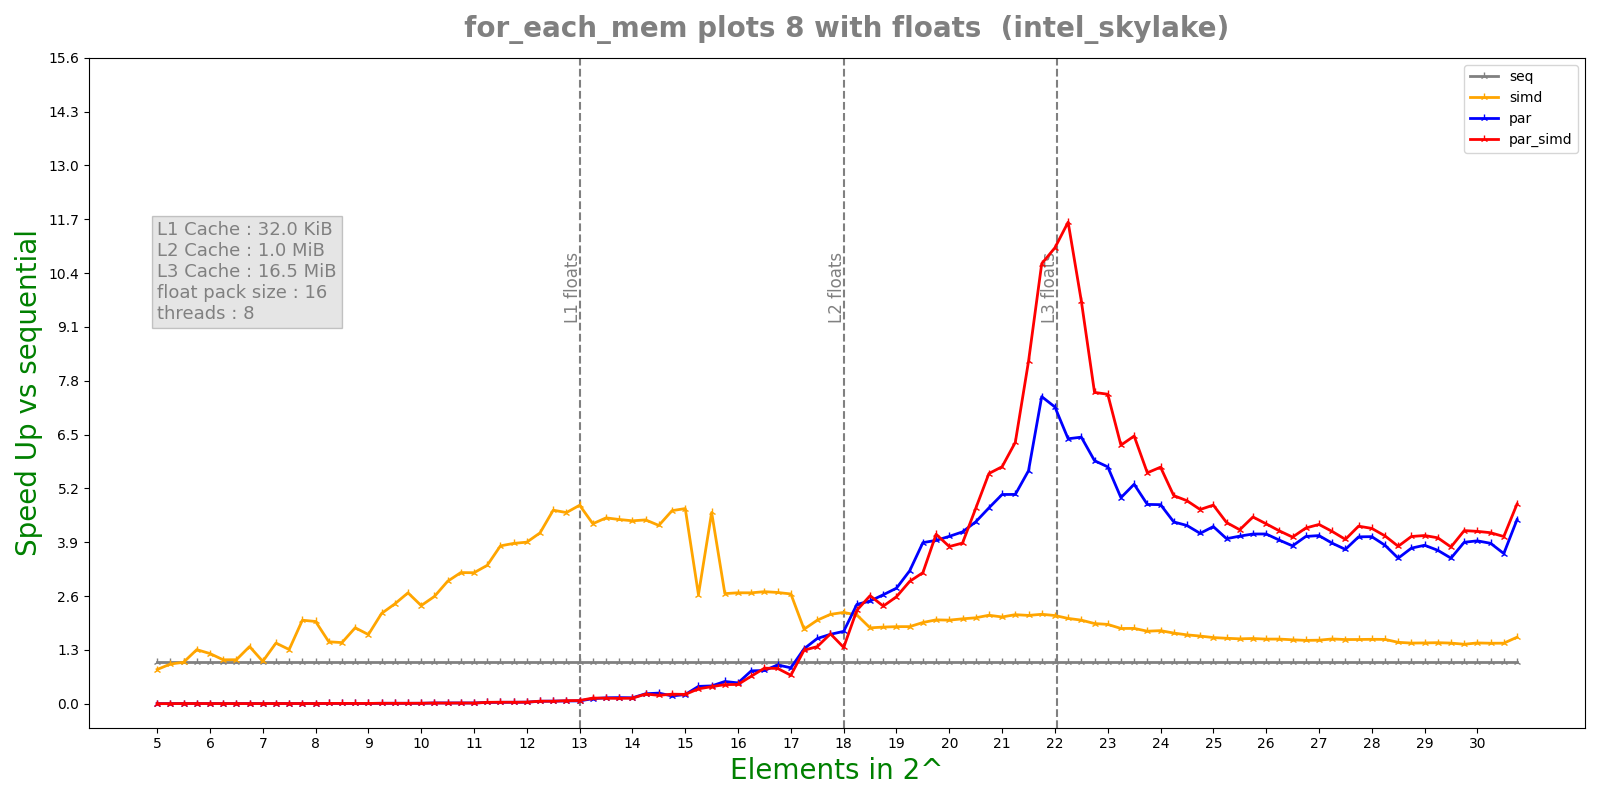 for_each_mem plots 8 with floats  (intel_skylake)
Speed Up vs sequential
15.6
14.3
13.0
11.7
10.4
9.1
7.8
6.5
5.2
3.9
2.6
1.3
0.0
seq
simd
par
par_simd
L1 Cache : 32.0 KiB
L2 Cache : 1.0 MiB
L3 Cache : 16.5 MiB
float pack size : 16
threads : 8
L1 floats
L2 floats
L3 floats
5 6 7 8 9 10 11 12 13 14 15 16 17 18 19 20 21 22 23 24 25 26 27 28 29 30
Elements in 2^